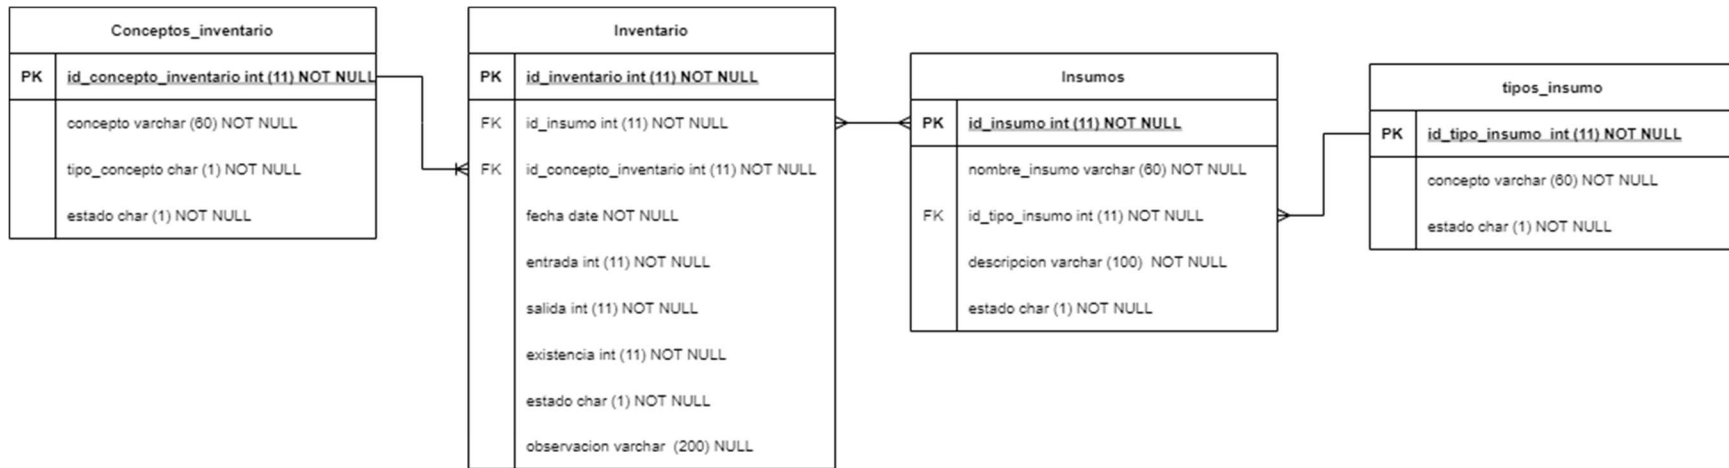 Conceptos_inventario
PK id_concepto_inventario int (11) NOT NULL
concepto varchar (60) NOT NULL
tipo_concepto char (1) NOT NULL
estado char (1) NOT NULL
Inventario
PK id_inventario int (11) NOT NULL
FK id_insumo int (11) NOT NULL
FK id_concepto_inventario int (11) NOT NULL
fecha date NOT NULL
entrada int (11) NOT NULL
salida int (11) NOT NULL
existencia int (11) NOT NULL
estado char (1) NOT NULL
observacion varchar (200) NULL
Insumos
PK id_insumo int (11) NOT NULL
nombre_insumo varchar (60) NOT NULL
FK id_tipo_insumo int (11) NOT NULL
descripcion varchar (100) NOT NULL
estado char (1) NOT NULL
tipos_insumo
PK id_tipo_insumo int (11) NOT NULL
concepto varchar (60) NOT NULL
estado char (1) NOT NULL